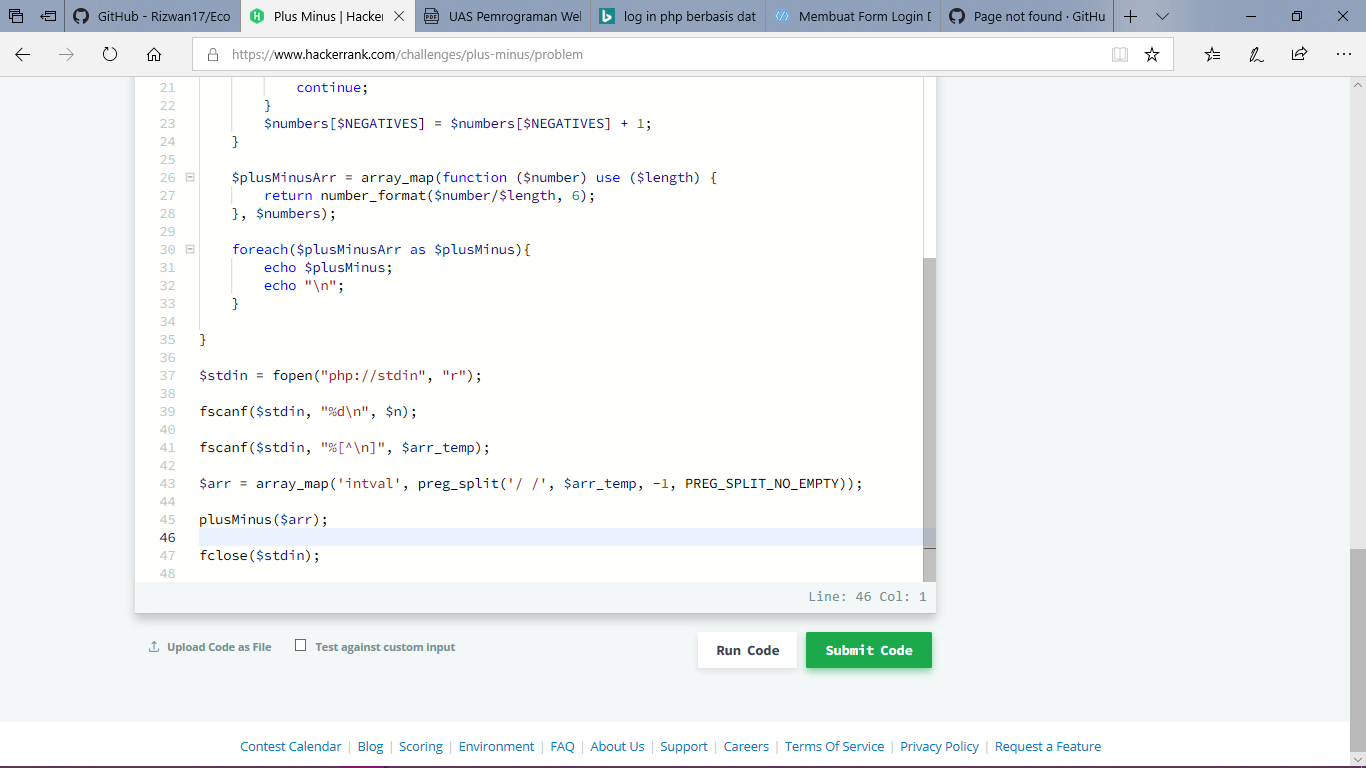 GitHub - Rizwan17/Eco
Plus Minus | Hacker
UAS Pemrograman Wel
log in php berbasis dat
Membuat Form Login D
Page not found · GitHu
https://www.hackerrank.com/challenges/plus-minus/problem
21 continue;
22 }
23 $numbers[$NEGATIVES] = $numbers[$NEGATIVES] + 1;
24 }
25
26 $plusMinusArr = array_map(function ($number) use ($length) {
27 return number_format($number/$length, 6);
28 }, $numbers);
29
30 foreach($plusMinusArr as $plusMinus){
31 echo $plusMinus;
32 echo "\n";
33 }
34
35 }
36
37 $stdin = fopen("php://stdin", "r");
38
39 fscanf($stdin, "%d\n", $n);
40
41 fscanf($stdin, "%[^\n]", $arr_temp);
42
43 $arr = array_map('intval', preg_split('/ /', $arr_temp, -1, PREG_SPLIT_NO_EMPTY));
44
45 plusMinus($arr);
46
47 fclose($stdin);
48
Line: 46 Col: 1
Upload Code as File
Test against custom input
Run Code
Submit Code
Contest Calendar | Blog | Scoring | Environment | FAQ | About Us | Support | Careers | Terms Of Service | Privacy Policy | Request a Feature